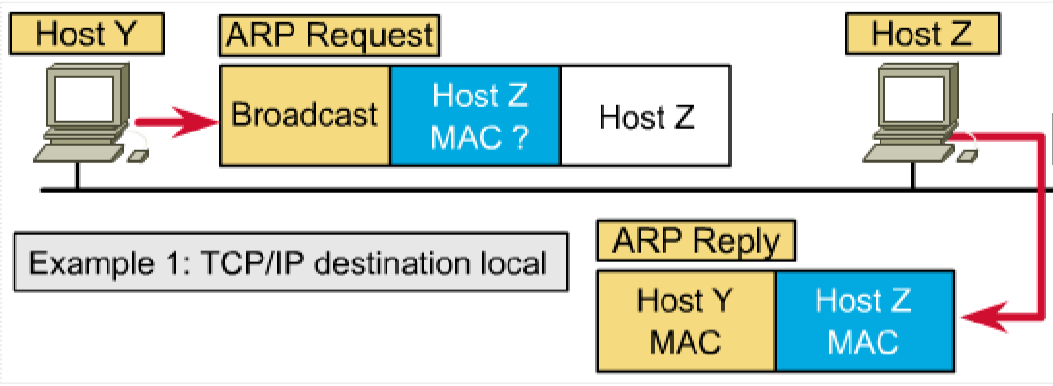 Host Y
ARP Request
Host Z
Broadcast
Host Z
MAC ?
Host Z
Example 1: TCP/IP destination local
ARP Reply
Host Y
MAC
Host Z
MAC